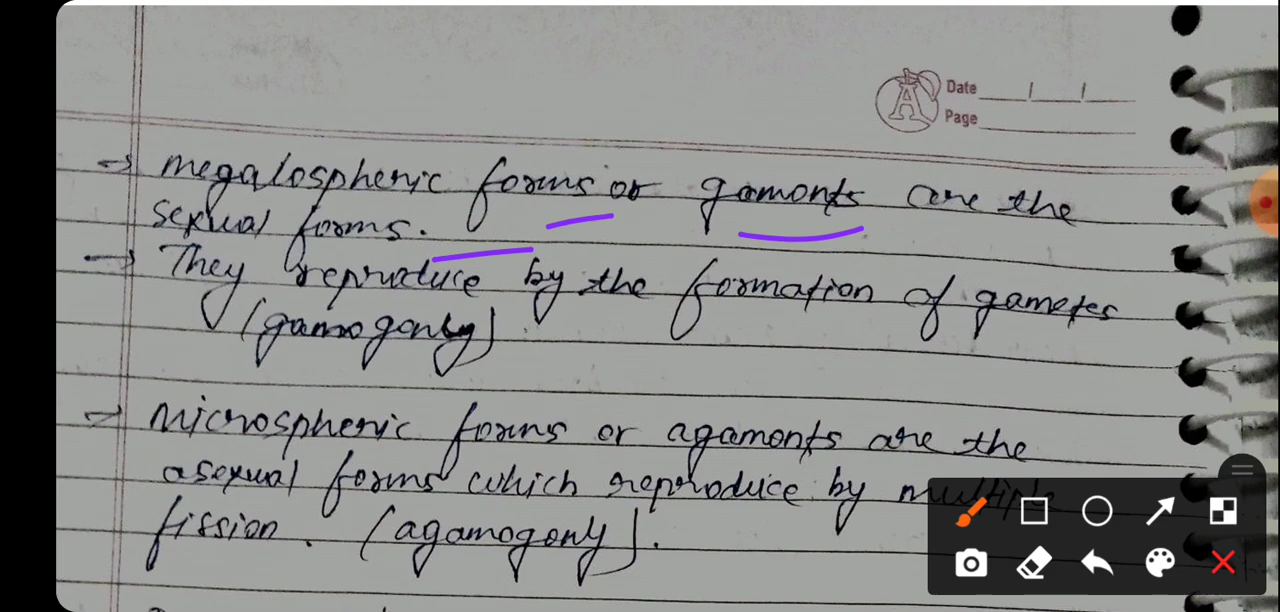 Date
Page
→ megalospheric forms or gamonts are the
sexual forms.
→ They reproduce by the formation of gametes
(gamogony)
→ microspheric forms or agamonts are the
asexual forms which reproduce by multiple
fission. (agamogony).